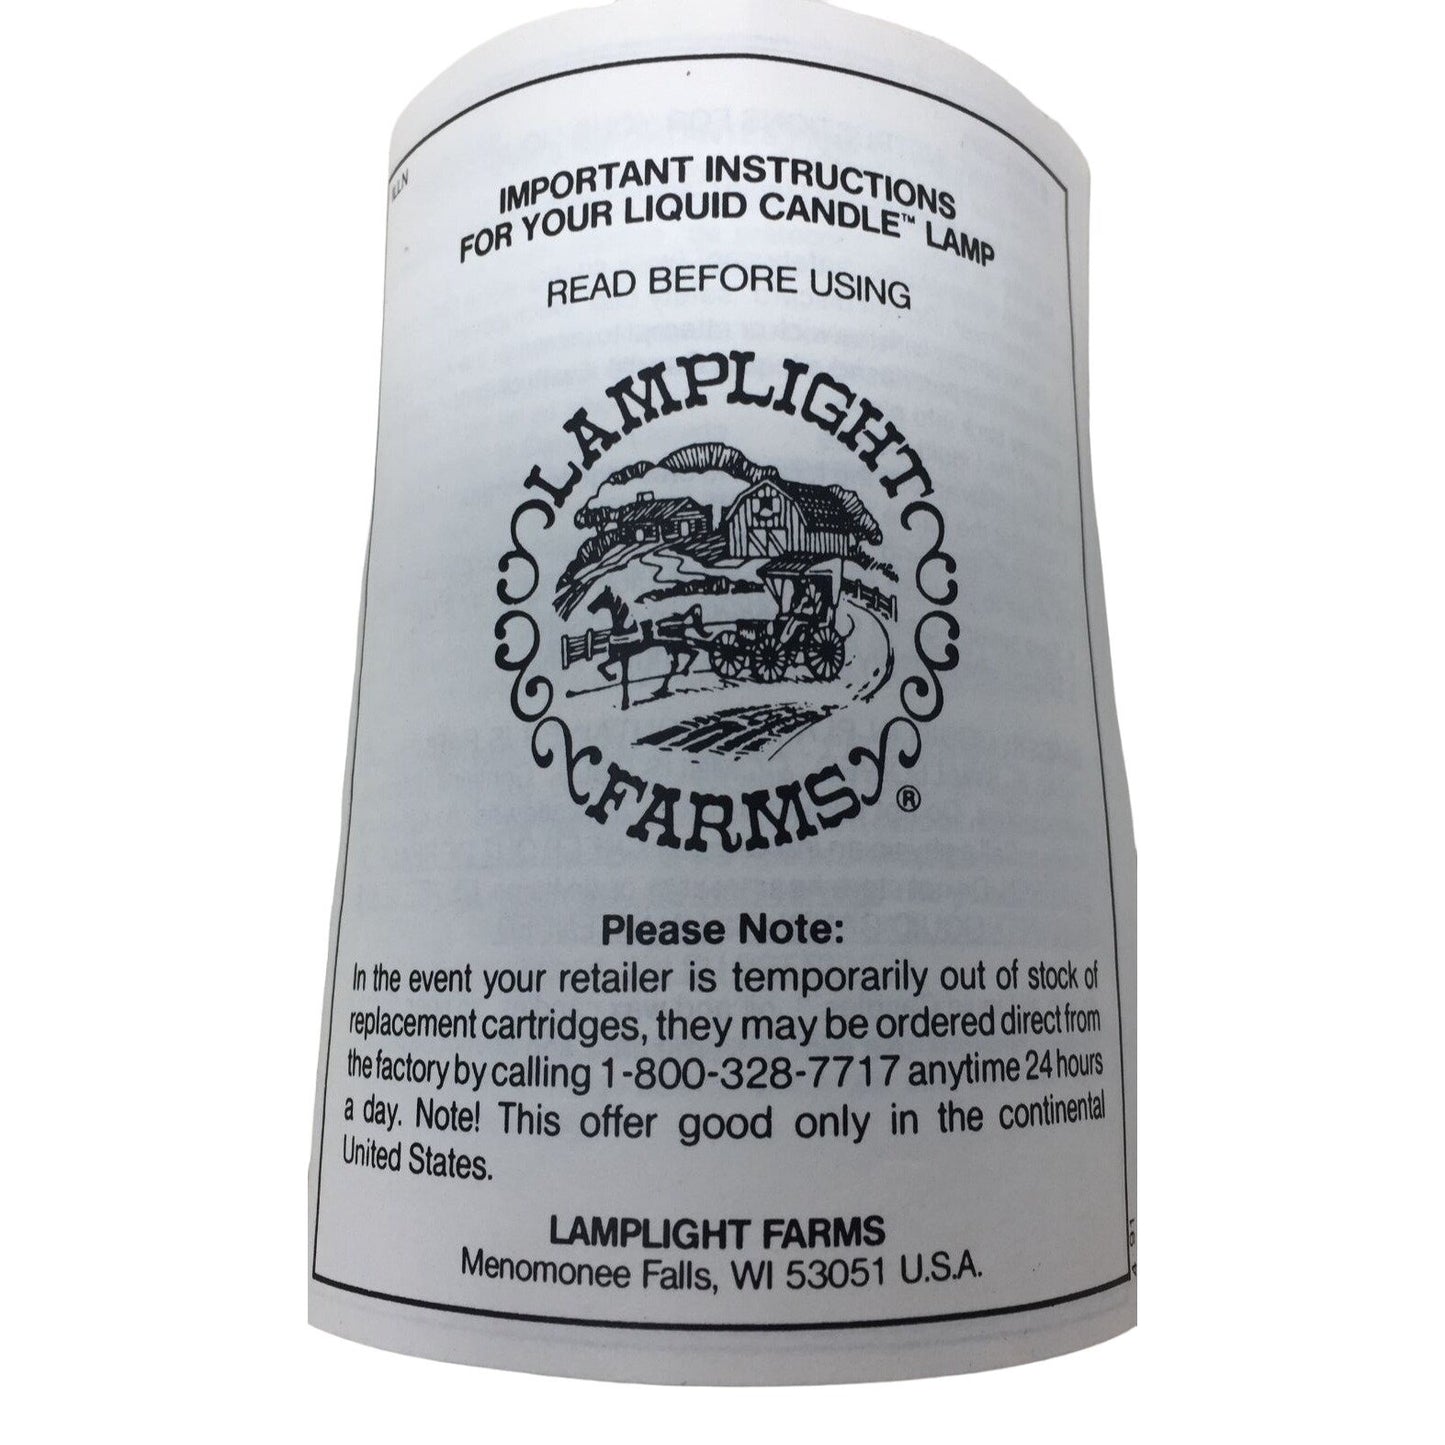 IMPORTANT INSTRUCTIONS
FOR YOUR LIQUID CANDLE™ LAMP
READ BEFORE USING
LAMPLIGHT
FARMS®
Please Note:
In the event your retailer is temporarily out of stock of
replacement cartridges, they may be ordered direct from
the factory by calling 1-800-328-7717 anytime 24 hours
a day. Note! This offer good only in the continental
United States.
LAMPLIGHT FARMS
Menomonee Falls, WI 53051 U.S.A.